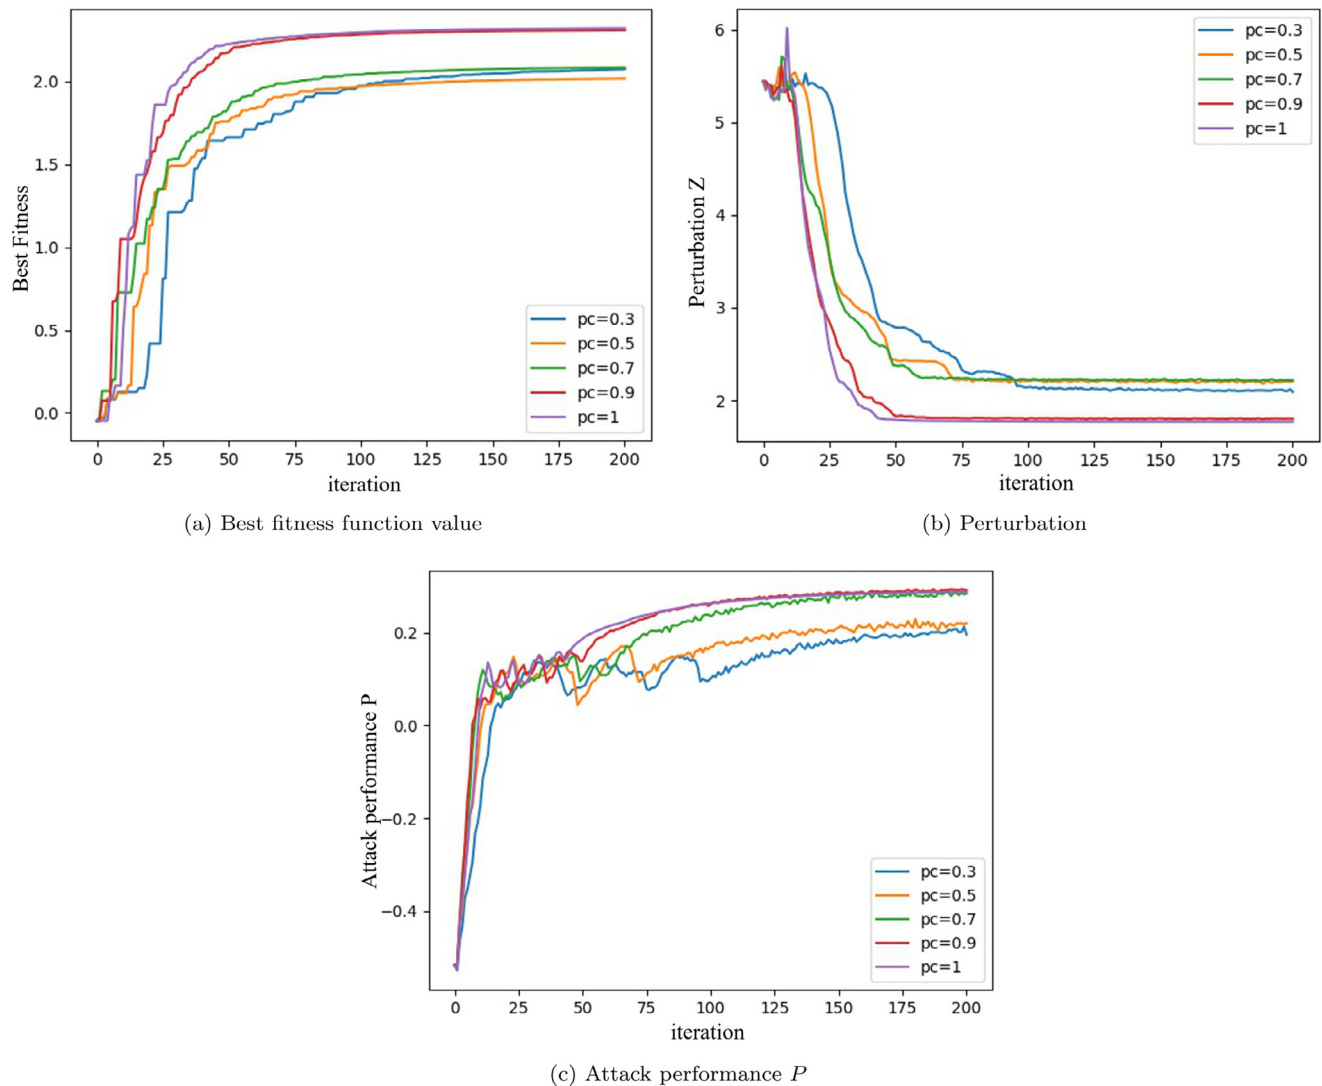 2.0
1.5
1.0
0.5
0.0
Best Fitness
pc=0.3
pc=0.5
pc=0.7
pc=0.9
pc=1
0 25 50 75 100 125 150 175 200
iteration
(a) Best fitness function value
6
5
4
3
2
Perturbation Z
pc=0.3
pc=0.5
pc=0.7
pc=0.9
pc=1
0 25 50 75 100 125 150 175 200
iteration
(b) Perturbation
0.2
0.0
−0.2
−0.4
Attack performance P
pc=0.3
pc=0.5
pc=0.7
pc=0.9
pc=1
0 25 50 75 100 125 150 175 200
iteration
(c) Attack performance P